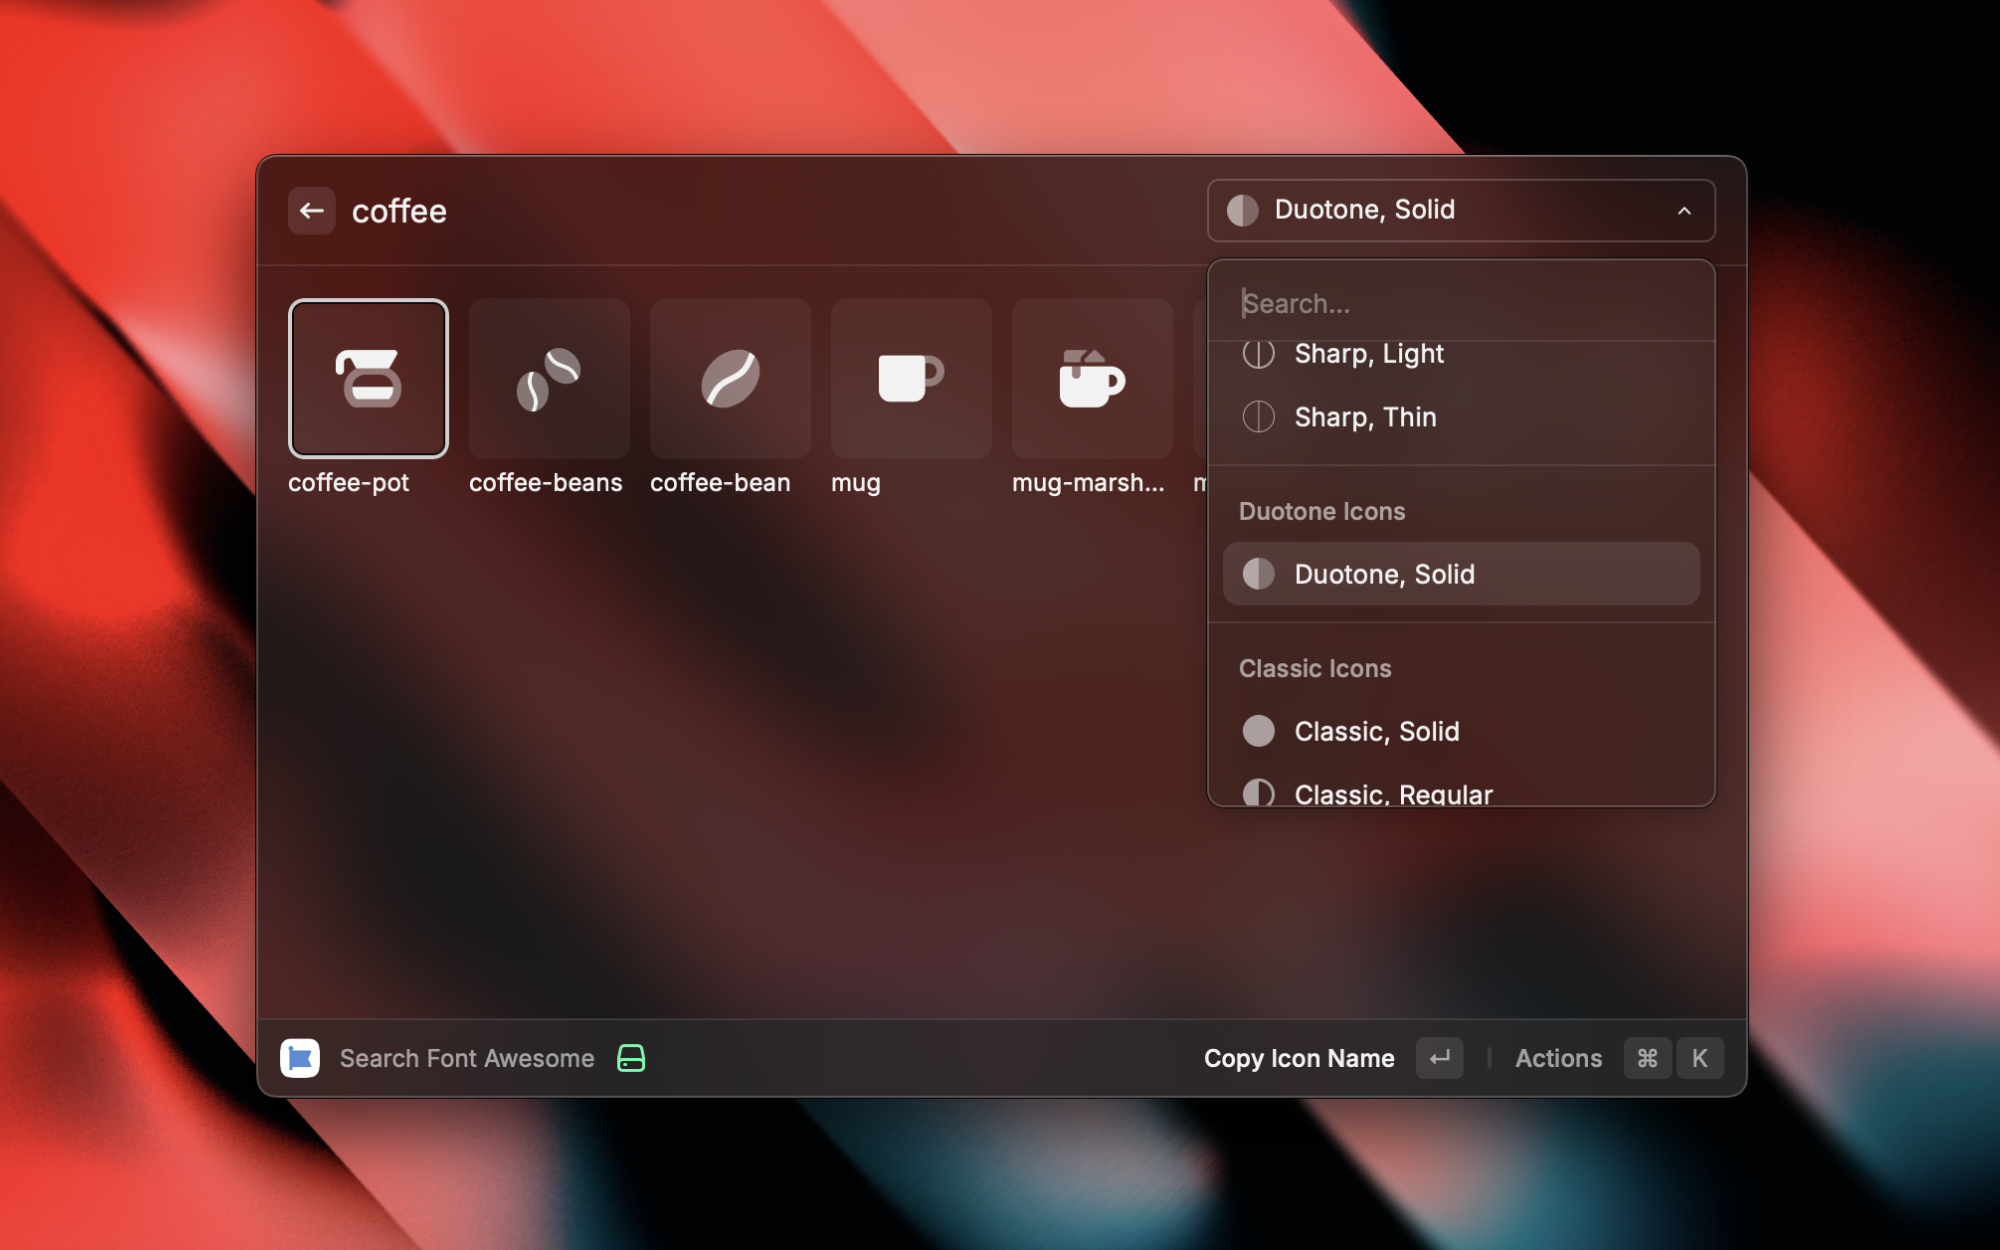 coffee
Duotone, Solid
Search...
Sharp, Light
Sharp, Thin
Duotone Icons
Duotone, Solid
Classic Icons
Classic, Solid
Classic, Regular
coffee-pot
coffee-beans
coffee-bean
mug
mug-marsh...
Search Font Awesome
Copy Icon Name
Actions
⌘ K